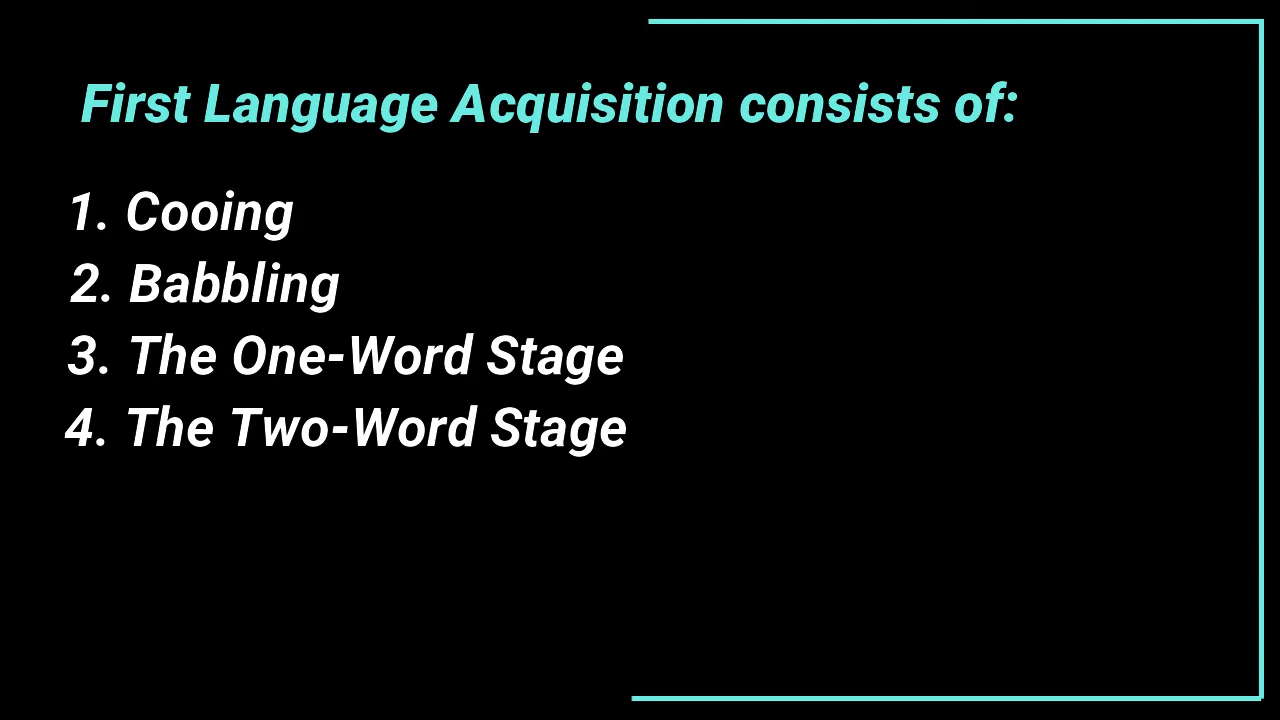 First Language Acquisition consists of:
1. Cooing
2. Babbling
3. The One-Word Stage
4. The Two-Word Stage